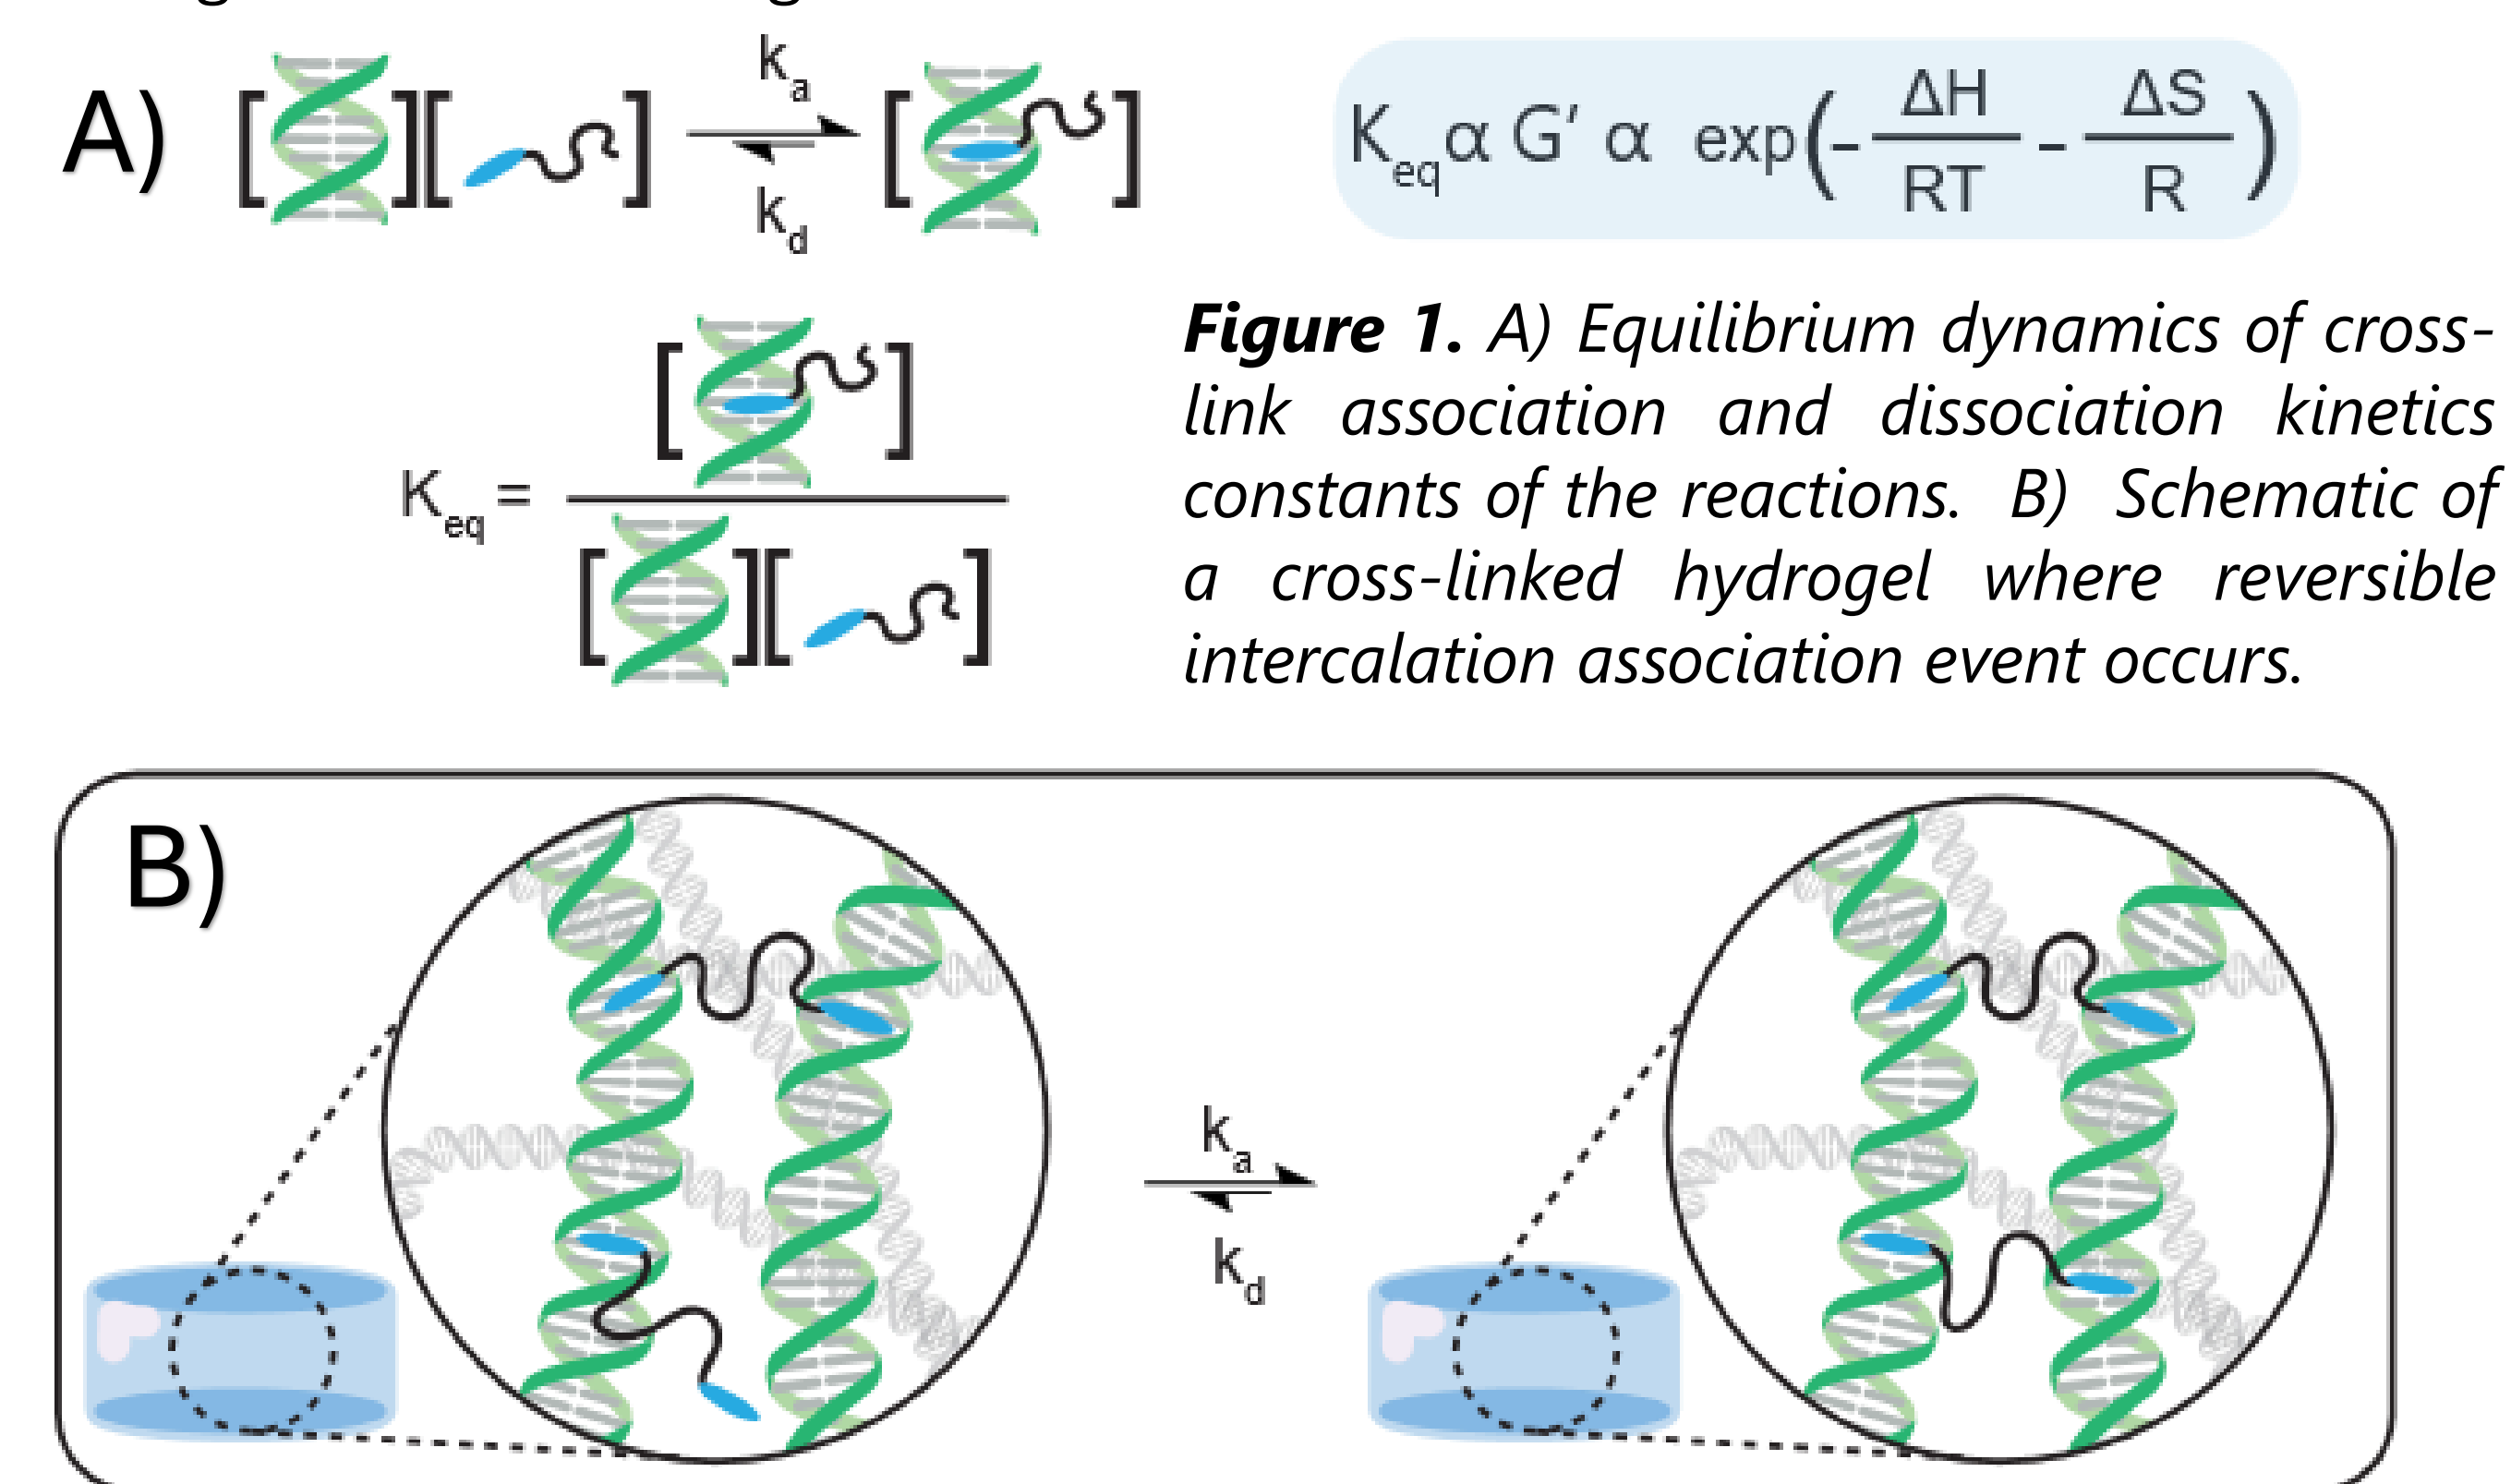 A)
[ ][ ] ka [ ]
kd
Keq α G′ α exp(- ΔH/RT - ΔS/R)
Keq = [ ] / [ ][ ]
Figure 1. A) Equilibrium dynamics of cross-
link association and dissociation kinetics
constants of the reactions. B) Schematic of
a cross-linked hydrogel where reversible
intercalation association event occurs.
B)
ka
kd